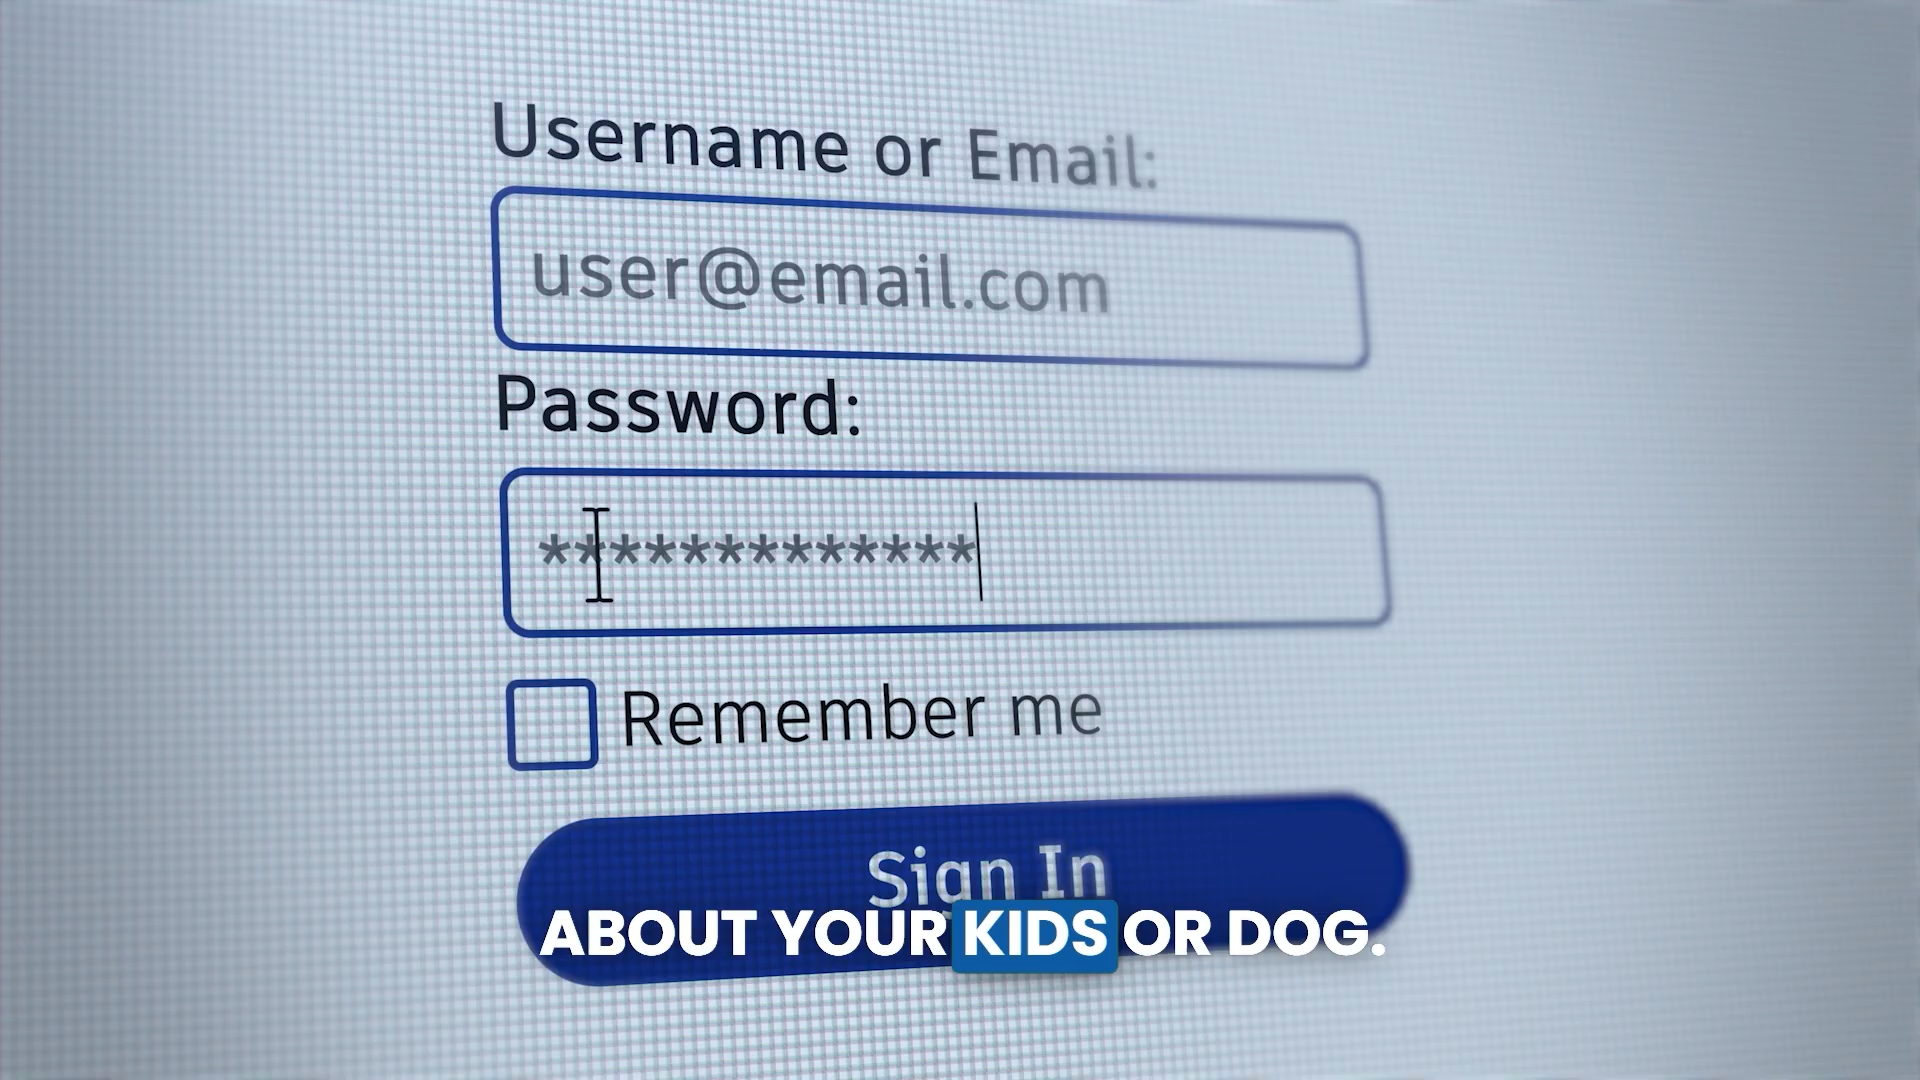 Username or Email:
user@email.com
Password:
*************
Remember me
Sign In
ABOUT YOUR KIDS OR DOG.